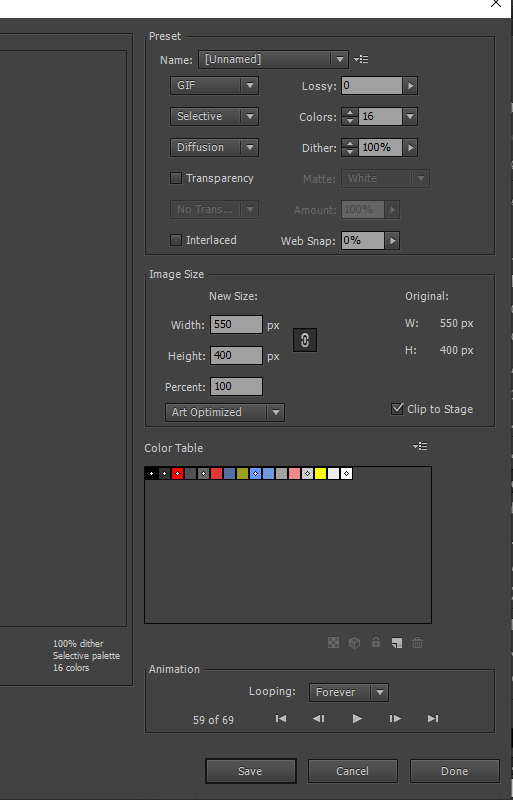 Preset
Name: [Unnamed]
GIF Lossy: 0
Selective Colors: 16
Diffusion Dither: 100%
Transparency Matte: White
No Trans... Amount: 100%
Interlaced Web Snap: 0%
Image Size
New Size: Original:
Width: 550 px W: 550 px
Height: 400 px H: 400 px
Percent: 100
Art Optimized Clip to Stage
Color Table
100% dither
Selective palette
16 colors
Animation
Looping: Forever
59 of 69
Save Cancel Done